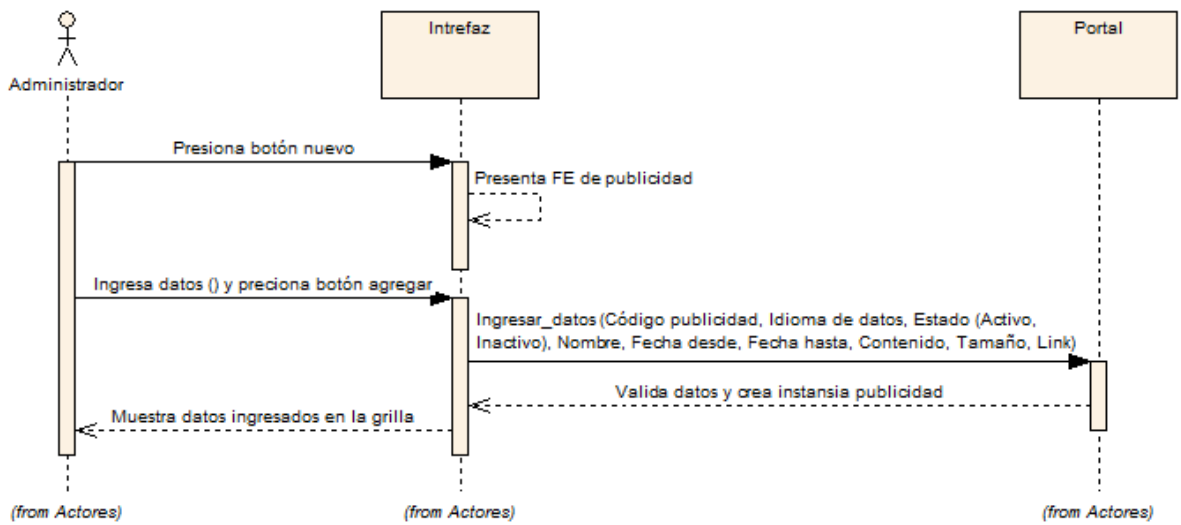 Intrefaz
Portal
Administrador
Presiona botón nuevo
Presenta FE de publicidad
Ingresa datos () y preciona botón agregar
Ingresar_datos(Código publicidad, Idioma de datos, Estado (Activo,
Inactivo), Nombre, Fecha desde, Fecha hasta, Contenido, Tamaño, Link)
Valida datos y crea instansia publicidad
Muestra datos ingresados en la grilla
(from Actores)
(from Actores)
(from Actores)